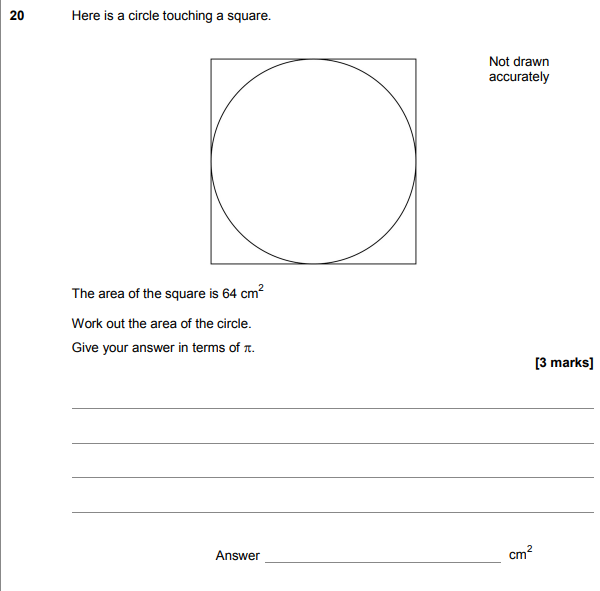 20 Here is a circle touching a square.
Not drawn
accurately
The area of the square is 64 cm²
Work out the area of the circle.
Give your answer in terms of π.
[3 marks]
Answer cm²